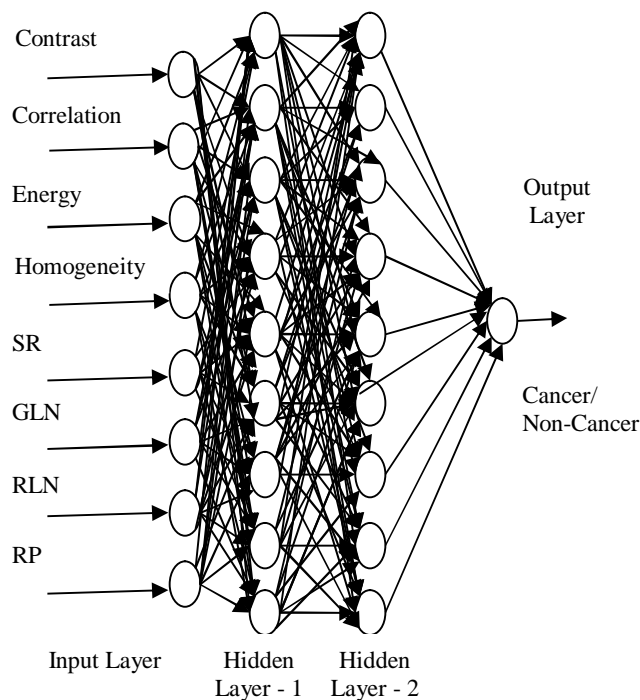 Contrast
Correlation
Energy
Homogeneity
SR
GLN
RLN
RP
Output
Layer
Cancer/
Non-Cancer
Input Layer
Hidden
Layer - 1
Hidden
Layer - 2